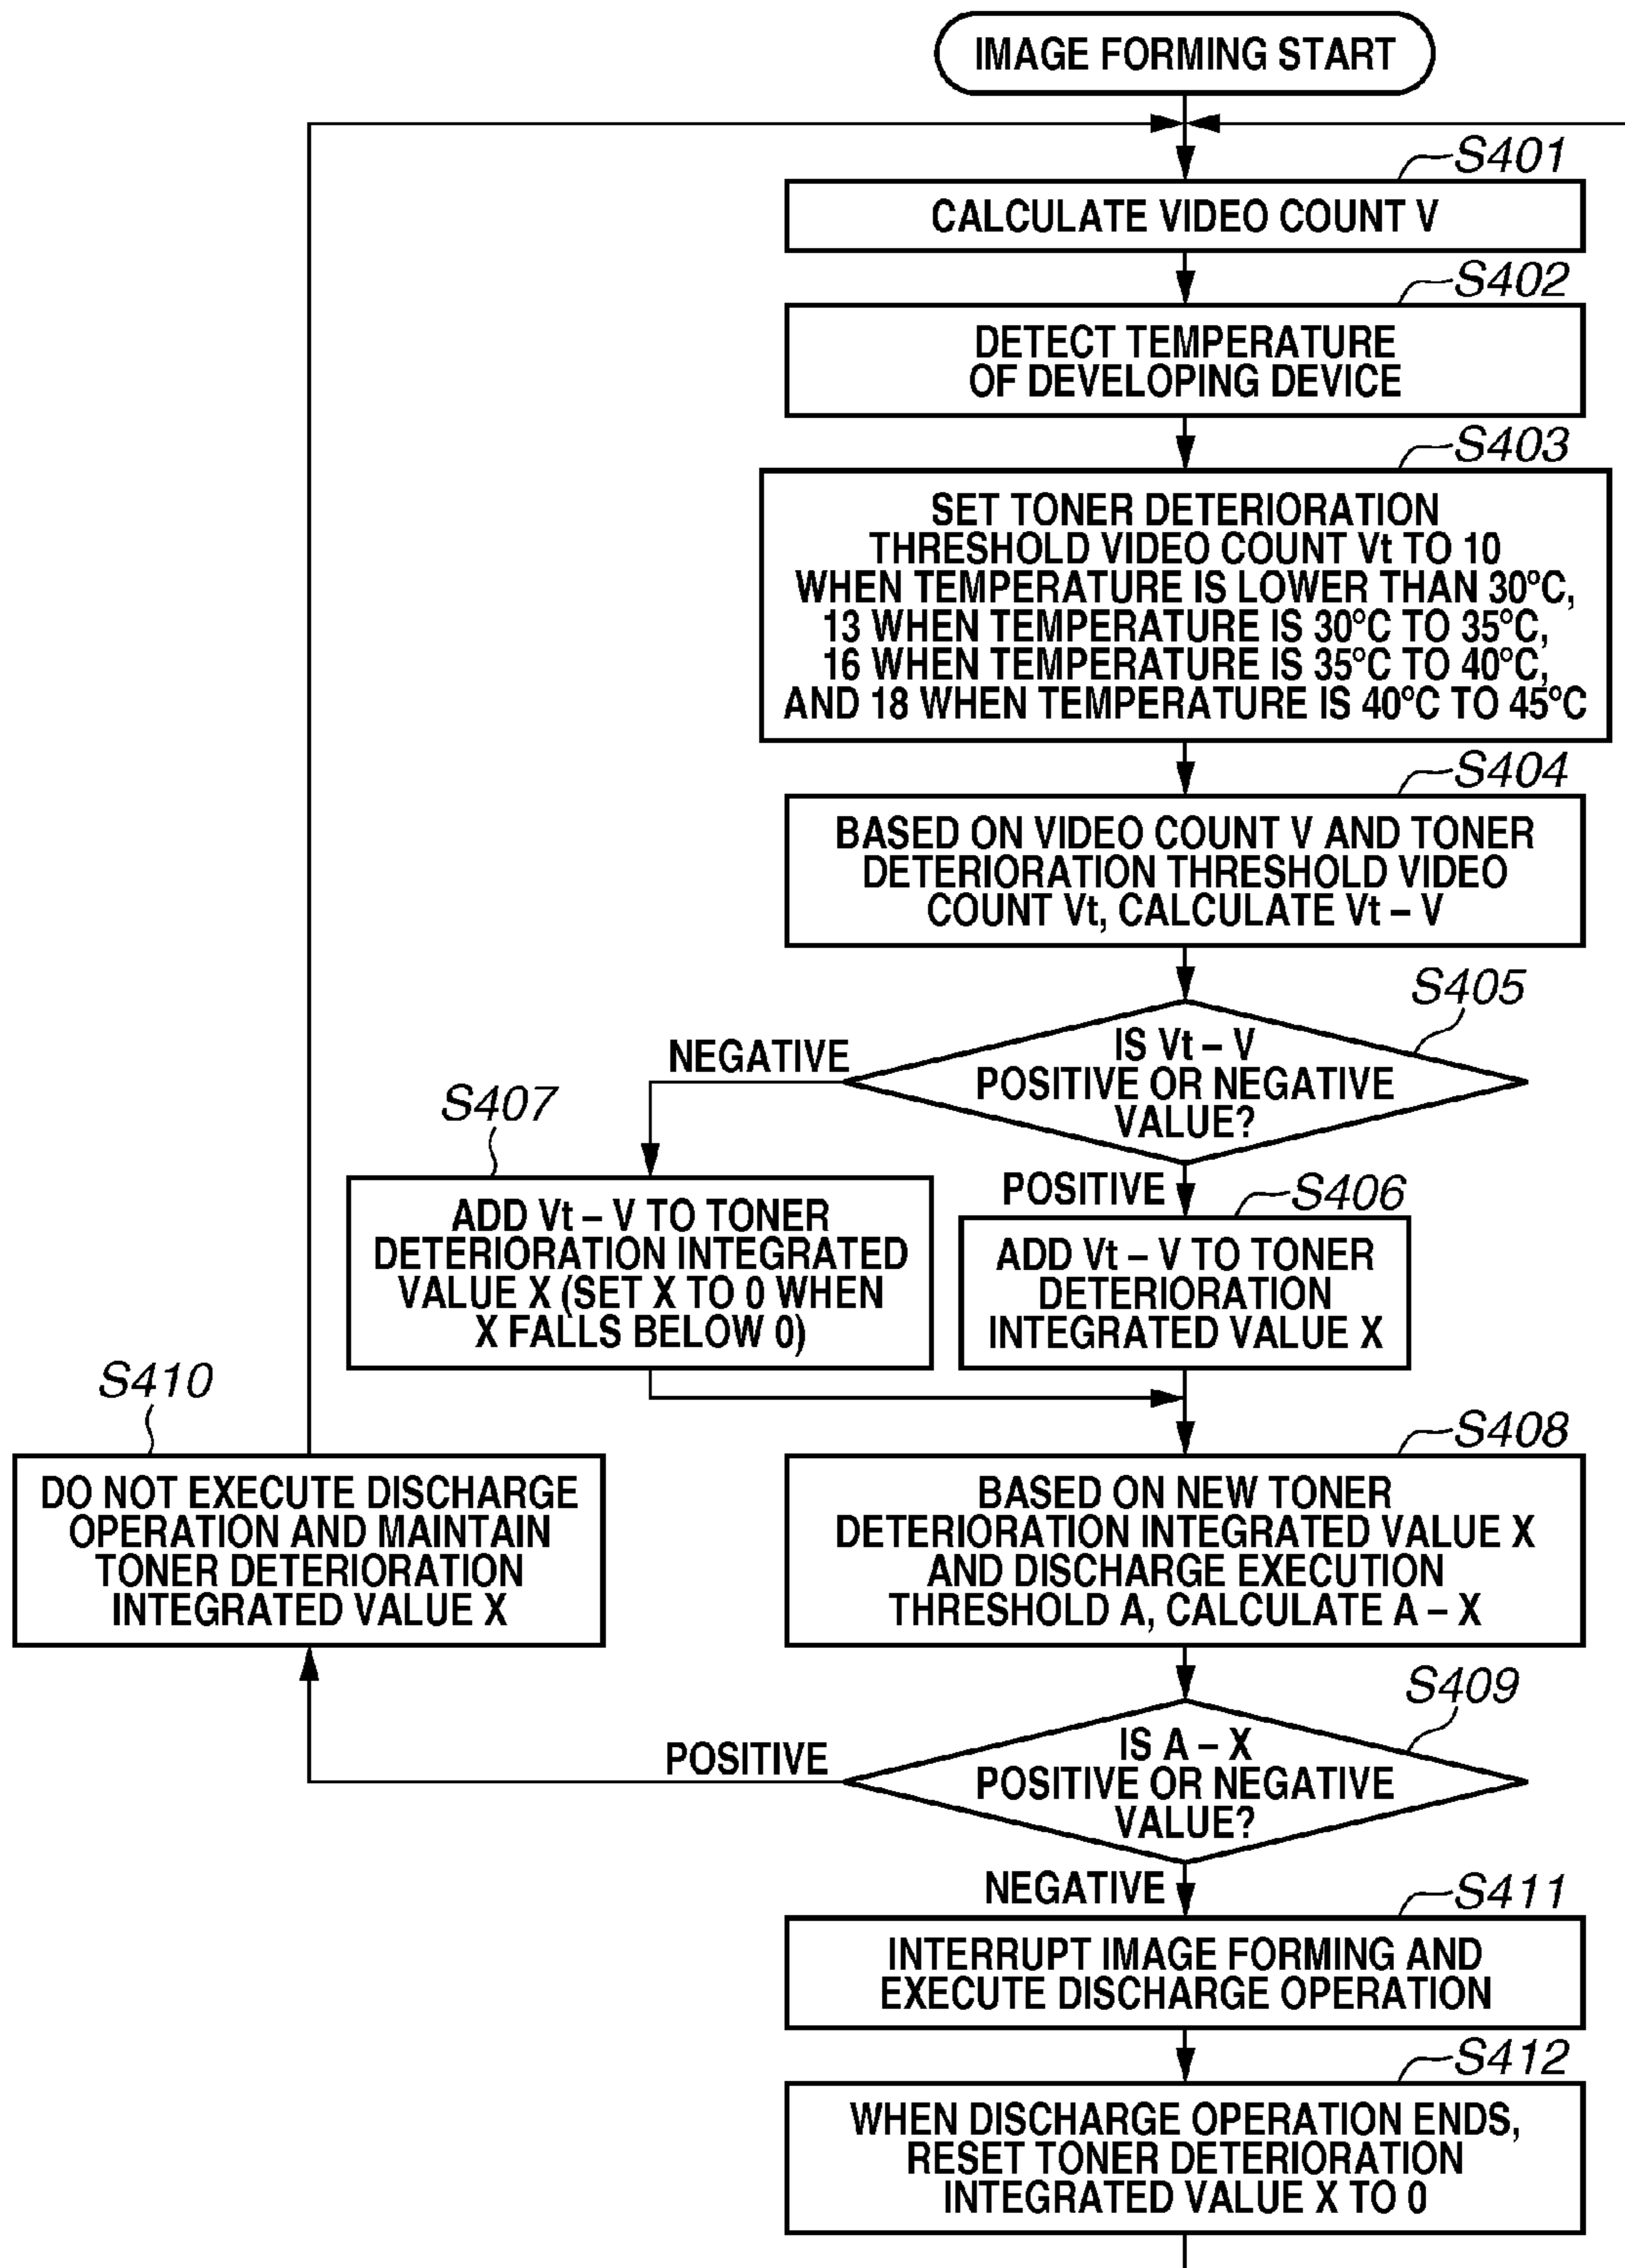 IMAGE FORMING START
S401
CALCULATE VIDEO COUNT V
S402
DETECT TEMPERATURE
OF DEVELOPING DEVICE
S403
SET TONER DETERIORATION
THRESHOLD VIDEO COUNT Vt TO 10
WHEN TEMPERATURE IS LOWER THAN 30°C,
13 WHEN TEMPERATURE IS 30°C TO 35°C,
16 WHEN TEMPERATURE IS 35°C TO 40°C,
AND 18 WHEN TEMPERATURE IS 40°C TO 45°C
S404
BASED ON VIDEO COUNT V AND TONER
DETERIORATION THRESHOLD VIDEO
COUNT Vt, CALCULATE Vt – V
S405
IS Vt – V
POSITIVE OR NEGATIVE
VALUE?
NEGATIVE
S407
ADD Vt – V TO TONER
DETERIORATION INTEGRATED
VALUE X (SET X TO 0 WHEN
X FALLS BELOW 0)
POSITIVE
S406
ADD Vt – V TO TONER
DETERIORATION
INTEGRATED VALUE X
S410
DO NOT EXECUTE DISCHARGE
OPERATION AND MAINTAIN
TONER DETERIORATION
INTEGRATED VALUE X
S408
BASED ON NEW TONER
DETERIORATION INTEGRATED VALUE X
AND DISCHARGE EXECUTION
THRESHOLD A, CALCULATE A – X
S409
IS A – X
POSITIVE OR NEGATIVE
VALUE?
POSITIVE
NEGATIVE
S411
INTERRUPT IMAGE FORMING AND
EXECUTE DISCHARGE OPERATION
S412
WHEN DISCHARGE OPERATION ENDS,
RESET TONER DETERIORATION
INTEGRATED VALUE X TO 0